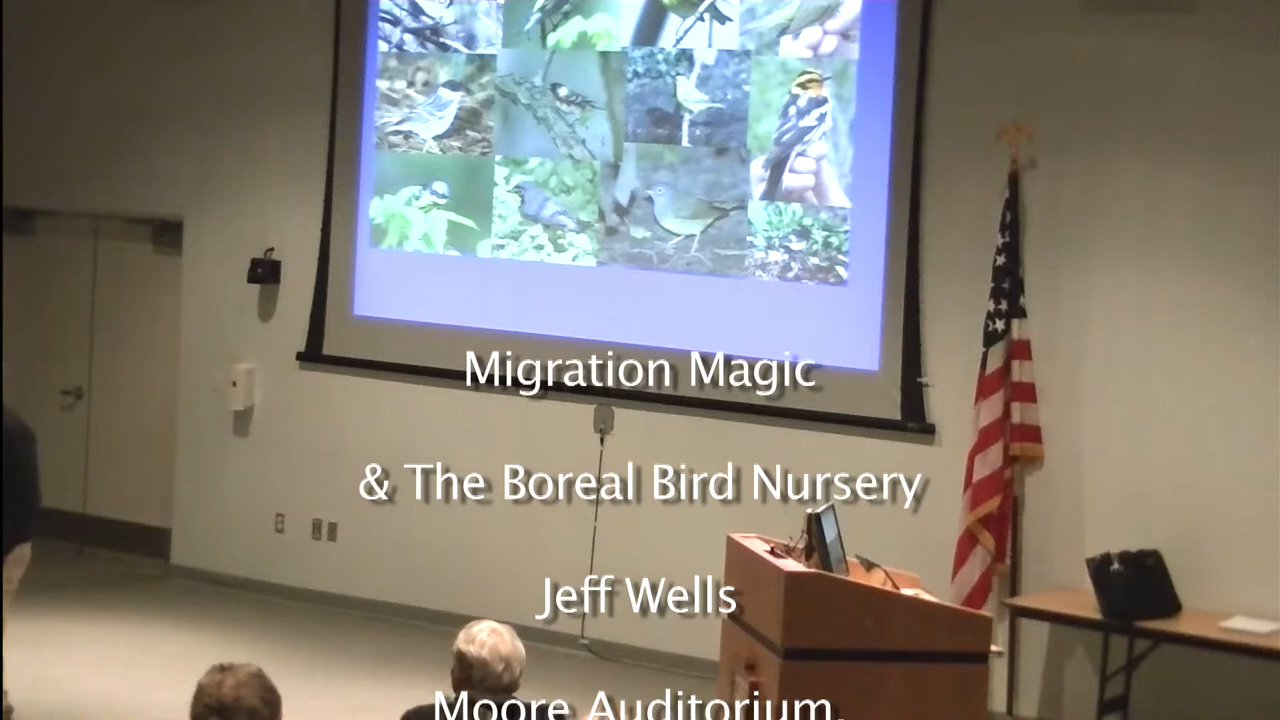 Migration Magic
& The Boreal Bird Nursery
Jeff Wells
Moore Auditorium,